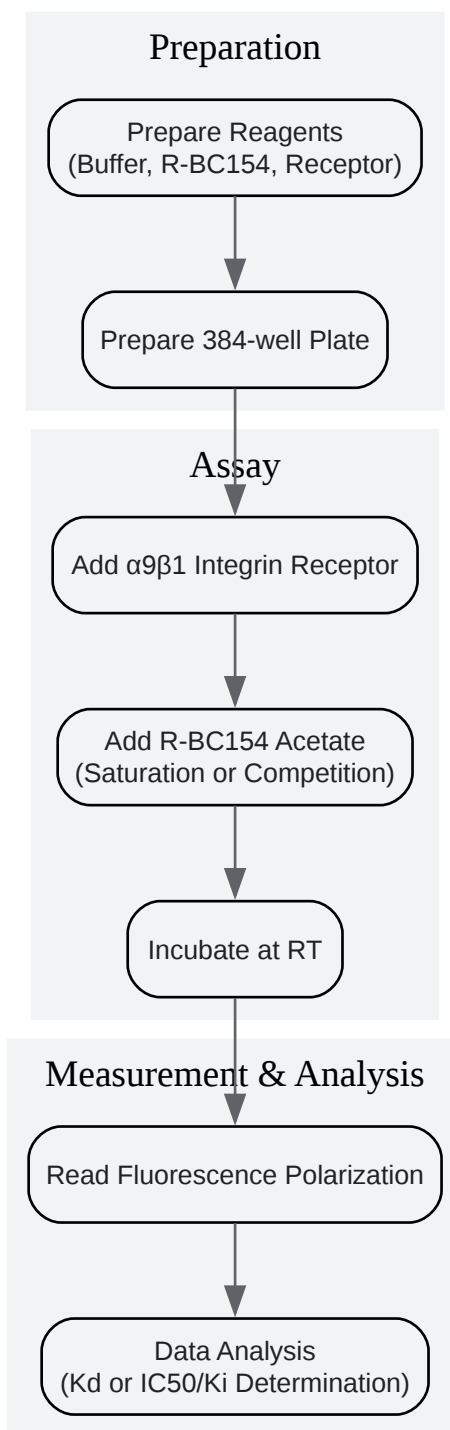 Preparation
Prepare Reagents
(Buffer, R-BC154, Receptor)
Prepare 384-well Plate
Assay
Add α9β1 Integrin Receptor
Add R-BC154 Acetate
(Saturation or Competition)
Incubate at RT
Measurement & Analysis
Read Fluorescence Polarization
Data Analysis
(Kd or IC50/Ki Determination)